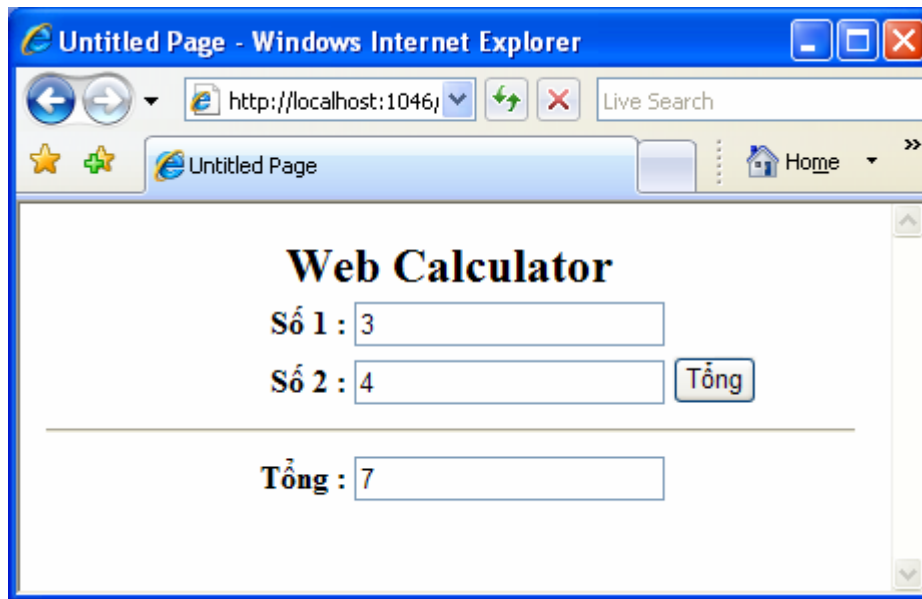 Untitled Page - Windows Internet Explorer
http://localhost:1046/
Live Search
Untitled Page
Home
»
Web Calculator
Số 1 : 3
Số 2 : 4 Tổng
Tổng : 7